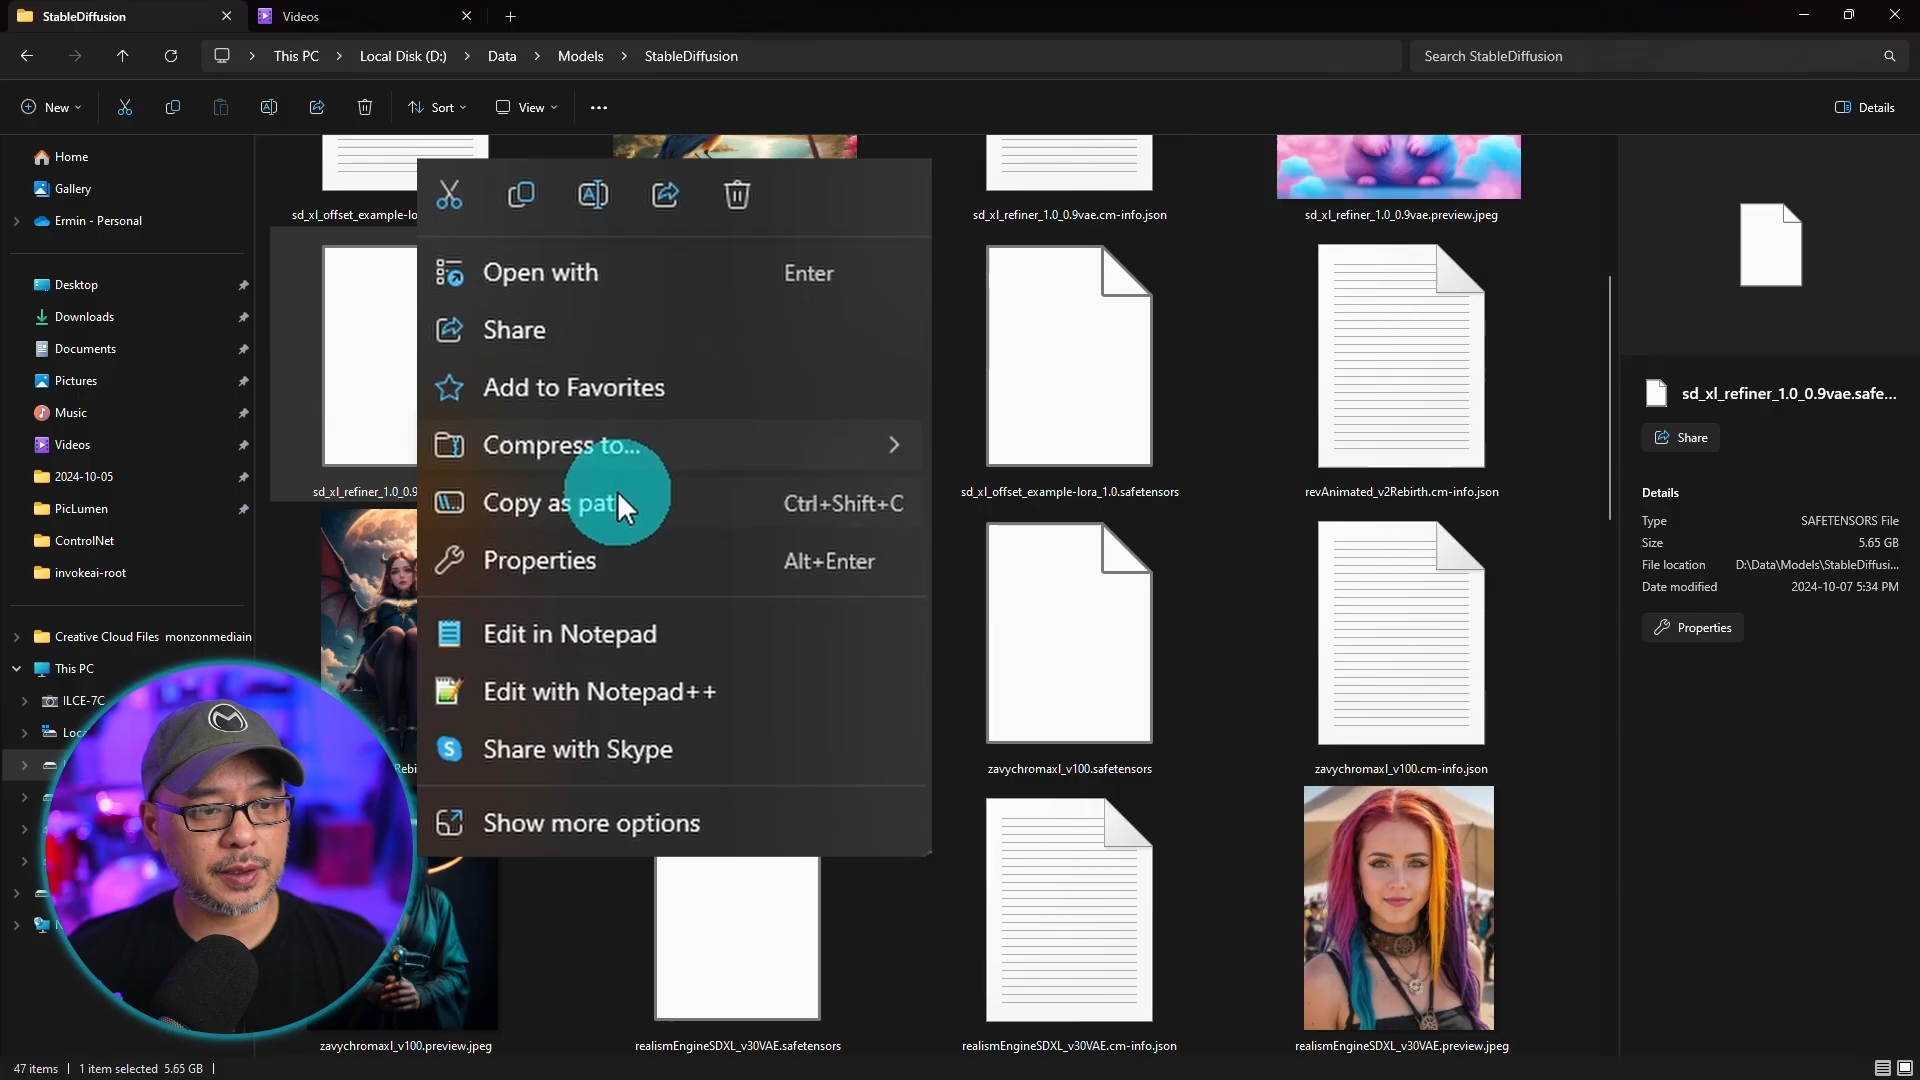 StableDiffusion
Videos
This PC > Local Disk (D:) > Data > Models > StableDiffusion
Search StableDiffusion
New
Sort
View
Details
Home
Gallery
Ermin - Personal
Desktop
Downloads
Documents
Pictures
Music
Videos
2024-10-05
PicLumen
ControlNet
invokeai-root
Creative Cloud Files monzonmediain
This PC
ILCE-7C
sd_xl_offset_example-lo
sd_xl_refiner_1.0_0.9vae.cm-info.json
sd_xl_refiner_1.0_0.9vae.preview.jpeg
Open with Enter
Share
Add to Favorites
Compress to...
Copy as path Ctrl+Shift+C
Properties Alt+Enter
Edit in Notepad
Edit with Notepad++
Share with Skype
Show more options
sd_xl_refiner_1.0_0.9
sd_xl_offset_example-lora_1.0.safetensors
revAnimated_v2Rebirth.cm-info.json
zavychromaxl_v100.safetensors
zavychromaxl_v100.cm-info.json
zavychromaxl_v100.preview.jpeg
realismEngineSDXL_v30VAE.safetensors
realismEngineSDXL_v30VAE.cm-info.json
realismEngineSDXL_v30VAE.preview.jpeg
sd_xl_refiner_1.0_0.9vae.safe...
Share
Details
Type SAFETENSORS File
Size 5.65 GB
File location D:\Data\Models\StableDiffusi...
Date modified 2024-10-07 5:34 PM
Properties
47 items
1 item selected 5.65 GB